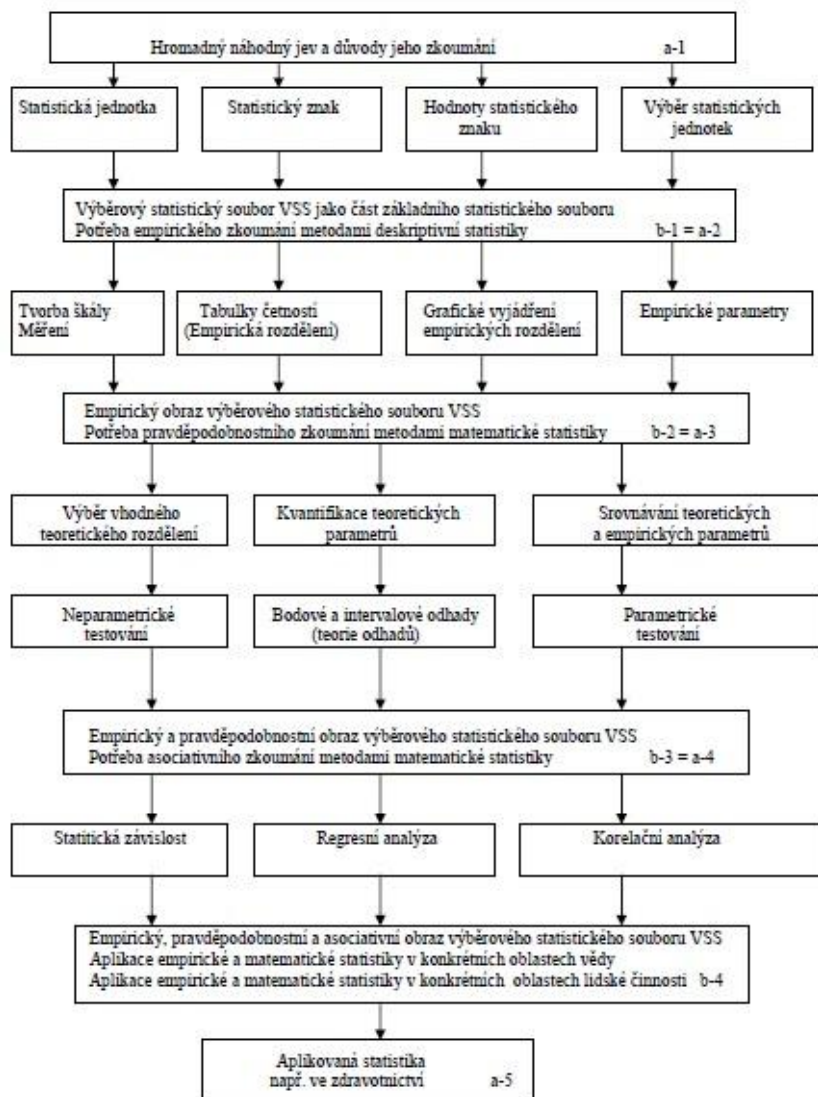 Hromadný náhodný jev a důvody jeho zkoumání a-1
Statistická jednotka
Statistický znak
Hodnoty statistického
znaku
Výběr statistických
jednotek
Výběrový statistický soubor VSS jako část základního statistického souboru
Potřeba empirického zkoumání metodami deskriptivní statistiky b-1 = a-2
Tvorba škály
Měření
Tabulky četností
(Empirická rozdělení)
Grafické vyjádření
empirických rozdělení
Empirické parametry
Empirický obraz výběrového statistického souboru VSS
Potřeba pravděpodobnostního zkoumání metodami matematické statistiky b-2 = a-3
Výběr vhodného
teoretického rozdělení
Kvantifikace teoretických
parametrů
Srovnávání teoretických
a empirických parametrů
Neparametrické
testování
Bodové a intervalové odhady
(teorie odhadů)
Parametrické
testování
Empirický a pravděpodobnostní obraz výběrového statistického souboru VSS
Potřeba asociativního zkoumání metodami matematické statistiky b-3 = a-4
Statitická závislost
Regresní analýza
Korelační analýza
Empirický, pravděpodobnostní a asociativní obraz výběrového statistického souboru VSS
Aplikace empirické a matematické statistiky v konkrétních oblastech vědy
Aplikace empirické a matematické statistiky v konkrétních oblastech lidské činnosti b-4
Aplikovaná statistika
např. ve zdravotnictví a-5